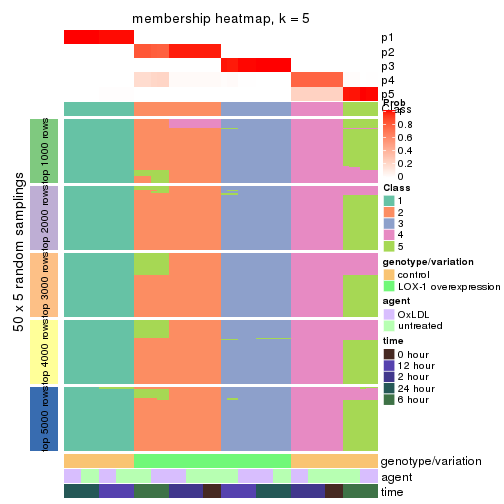 membership heatmap, k = 5
p1
p2
p3
p4
p5
Prob
1
0.8
0.6
0.4
0.2
0
Class
Class
1
2
3
4
5
genotype/variation
control
LOX-1 overexpression
agent
OxLDL
untreated
time
0 hour
12 hour
2 hour
24 hour
6 hour
50 x 5 random samplings
top 1000 rows
top 2000 rows
top 3000 rows
top 4000 rows
top 5000 rows
genotype/variation
agent
time